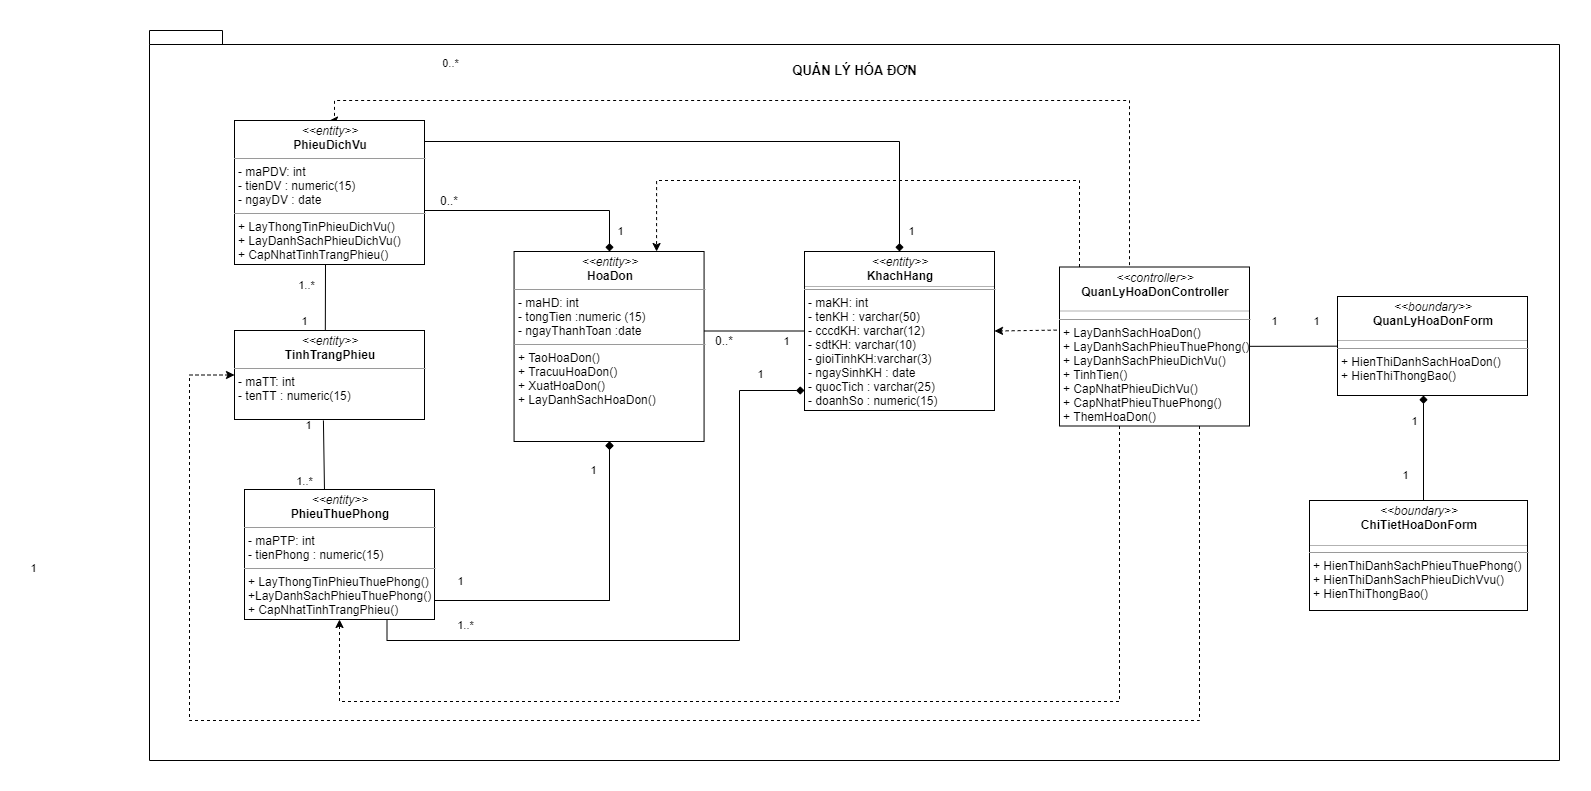 0..*
QUẢN LÝ HÓA ĐƠN
<<entity>>
PhieuDichVu
- maPDV: int
- tienDV : numeric(15)
- ngayDV : date
+ LayThongTinPhieuDichVu()
+ LayDanhSachPhieuDichVu()
+ CapNhatTinhTrangPhieu()
0..*
1
1
1..*
1
<<entity>>
HoaDon
- maHD: int
- tongTien :numeric (15)
- ngayThanhToan :date
+ TaoHoaDon()
+ TracuuHoaDon()
+ XuatHoaDon()
+ LayDanhSachHoaDon()
0..*
1
1
<<entity>>
KhachHang
- maKH: int
- tenKH : varchar(50)
- cccdKH: varchar(12)
- sdtKH: varchar(10)
- gioiTinhKH:varchar(3)
- ngaySinhKH : date
- quocTich : varchar(25)
- doanhSo : numeric(15)
<<controller>>
QuanLyHoaDonController
+ LayDanhSachHoaDon()
+ LayDanhSachPhieuThuePhong()
+ LayDanhSachPhieuDichVu()
+ TinhTien()
+ CapNhatPhieuDichVu()
+ CapNhatPhieuThuePhong()
+ ThemHoaDon()
1
1
<<boundary>>
QuanLyHoaDonForm
+ HienThiDanhSachHoaDon()
+ HienThiThongBao()
1
1
<<entity>>
TinhTrangPhieu
- maTT: int
- tenTT : numeric(15)
1
1..*
1
<<entity>>
PhieuThuePhong
- maPTP: int
- tienPhong : numeric(15)
+ LayThongTinPhieuThuePhong()
+LayDanhSachPhieuThuePhong()
+ CapNhatTinhTrangPhieu()
1
1..*
<<boundary>>
ChiTietHoaDonForm
+ HienThiDanhSachPhieuThuePhong()
+ HienThiDanhSachPhieuDichVvu()
+ HienThiThongBao()
1